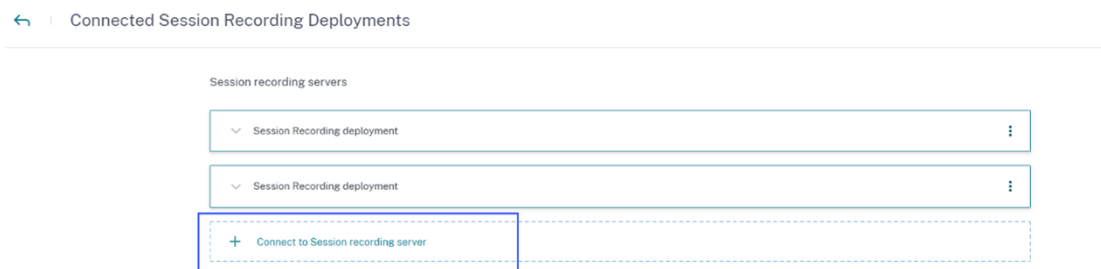 Connected Session Recording Deployments
Session recording servers
Session Recording deployment
Session Recording deployment
Connect to Session recording server